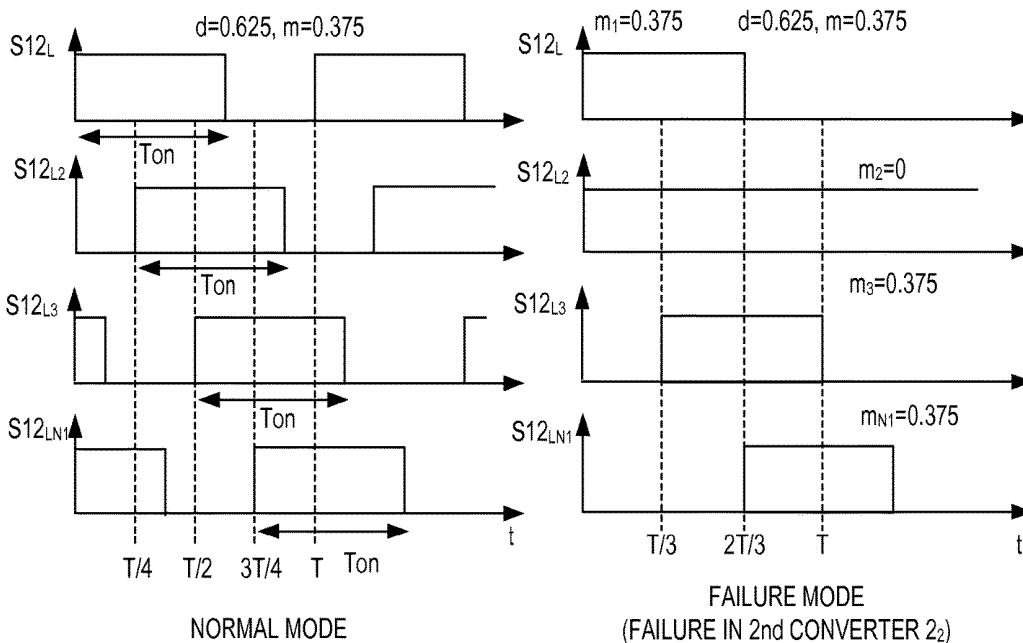 d=0.625, m=0.375
S12L
Ton
S12L2
Ton
S12L3
Ton
S12LN1
t
T/4 T/2 3T/4 T Ton
NORMAL MODE
m1=0.375 d=0.625, m=0.375
S12L
S12L2
m2=0
m3=0.375
S12L3
mN1=0.375
S12LN1
T/3 2T/3 T t
FAILURE MODE
(FAILURE IN 2nd CONVERTER 22)